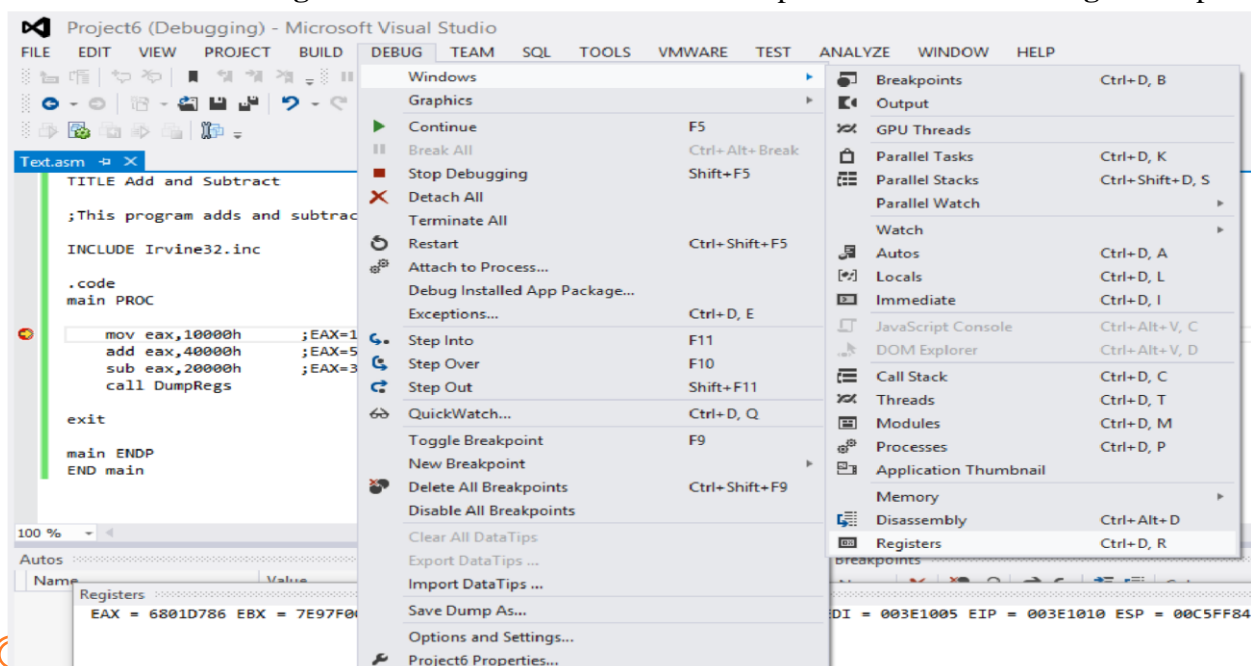 Project6 (Debugging) - Microsoft Visual Studio
FILE EDIT VIEW PROJECT BUILD DEBUG TEAM SQL TOOLS VMWARE TEST ANALYZE WINDOW HELP
Text.asm
TITLE Add and Subtract
;This program adds and subtrac
INCLUDE Irvine32.inc
.code
main PROC
mov eax,10000h ;EAX=1
add eax,40000h ;EAX=5
sub eax,20000h ;EAX=3
call DumpRegs
exit
main ENDP
END main
100 %
Autos
Name Value
Registers
EAX = 6801D786 EBX =
Windows
Graphics
Continue F5
Break All Ctrl+Alt+Break
Stop Debugging Shift+F5
Detach All
Terminate All
Restart Ctrl+Shift+F5
Attach to Process...
Debug Installed App Package...
Exceptions... Ctrl+D, E
Step Into F11
Step Over F10
Step Out Shift+F11
QuickWatch... Ctrl+D, Q
Toggle Breakpoint F9
New Breakpoint
Delete All Breakpoints Ctrl+Shift+F9
Disable All Breakpoints
Clear All DataTips
Export DataTips ...
Import DataTips ...
Save Dump As...
Options and Settings...
Project6 Properties...
Breakpoints Ctrl+D, B
Output
GPU Threads
Parallel Tasks Ctrl+D, K
Parallel Stacks Ctrl+Shift+D, S
Parallel Watch
Watch
Autos Ctrl+D, A
Locals Ctrl+D, L
Immediate Ctrl+D, I
JavaScript Console Ctrl+Alt+V, C
DOM Explorer Ctrl+Alt+V, D
Call Stack Ctrl+D, C
Threads Ctrl+D, T
Modules Ctrl+D, M
Processes Ctrl+D, P
Application Thumbnail
Memory
Disassembly Ctrl+Alt+D
Registers Ctrl+D, R
Breakpoints
EDI = 003E1005 EIP = 003E1010 ESP = 00C5FF84